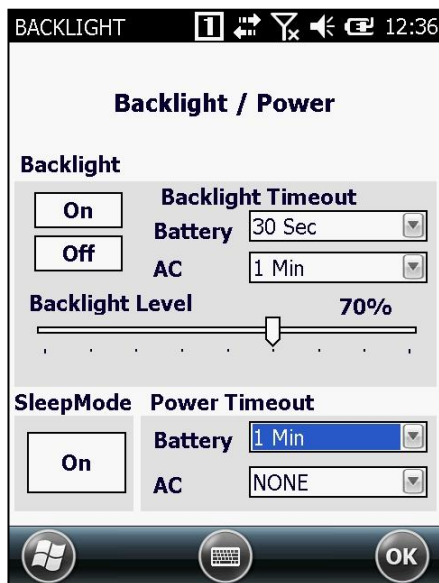 BACKLIGHT 1 12:36
Backlight / Power
Backlight
On
Off
Backlight Timeout
Battery 30 Sec
AC 1 Min
Backlight Level 70%
SleepMode
On
Power Timeout
Battery 1 Min
AC NONE
OK